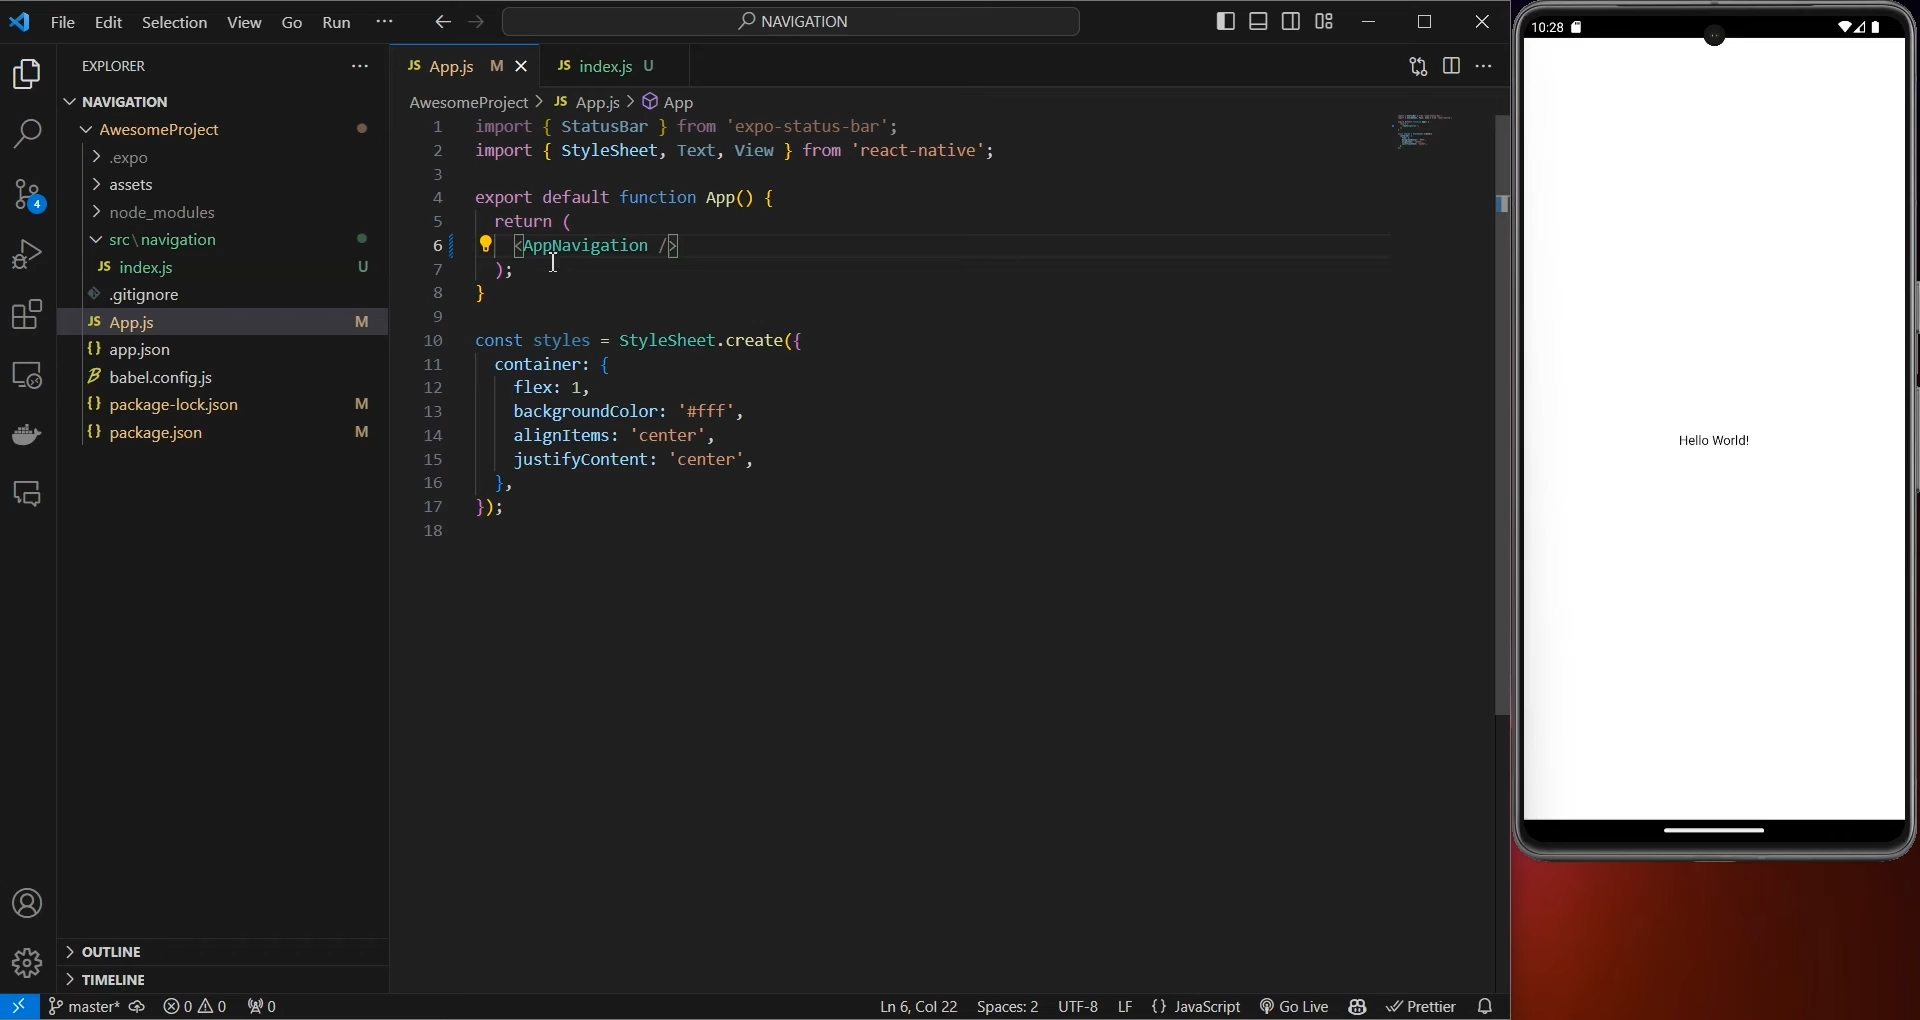 File Edit Selection View Go Run ···
NAVIGATION
EXPLORER
NAVIGATION
AwesomeProject
.expo
assets
node_modules
src\navigation
JS index.js U
.gitignore
JS App.js M
{} app.json
babel.config.js
{} package-lock.json M
{} package.json M
4
OUTLINE
TIMELINE
JS App.js M
JS index.js U
AwesomeProject > JS App.js > App
1 import { StatusBar } from 'expo-status-bar';
2 import { StyleSheet, Text, View } from 'react-native';
3
4 export default function App() {
5 return (
6 <AppNavigation />
7 );
8 }
9
10 const styles = StyleSheet.create({
11 container: {
12 flex: 1,
13 backgroundColor: '#fff',
14 alignItems: 'center',
15 justifyContent: 'center',
16 },
17 });
18
master* 0 0 0
Ln 6, Col 22 Spaces: 2 UTF-8 LF {} JavaScript Go Live Prettier
10:28
Hello World!